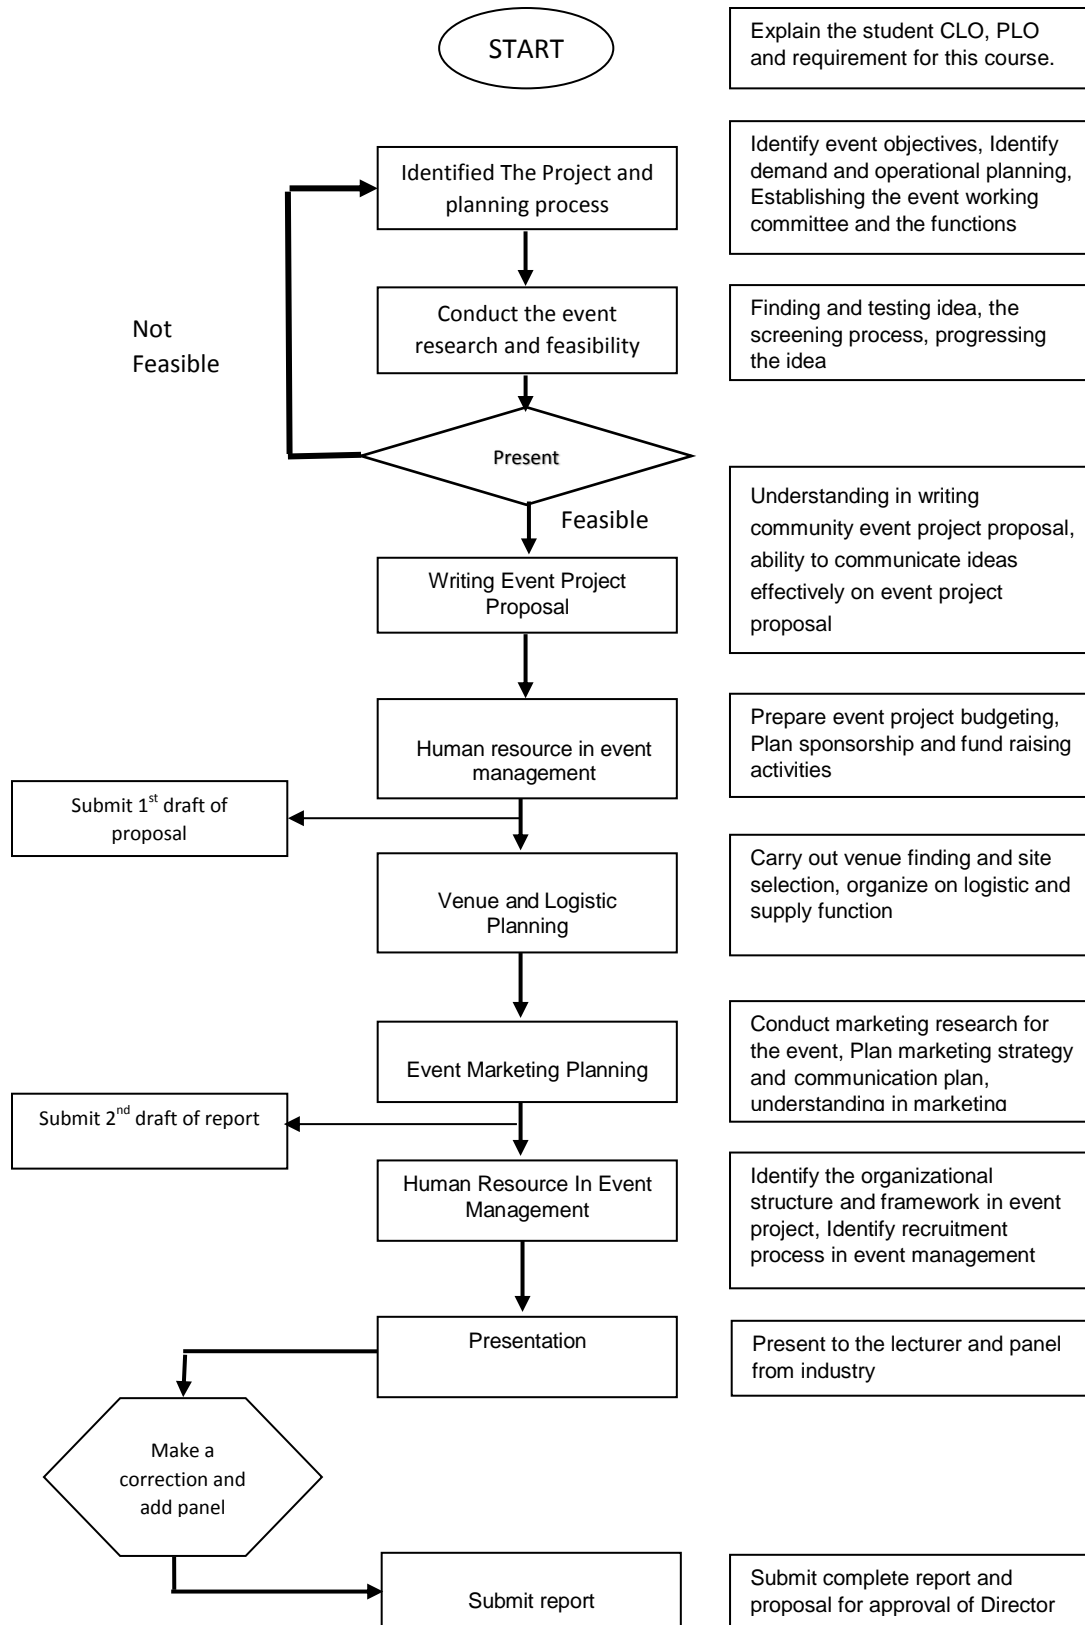 START
Explain the student CLO, PLO
and requirement for this course.
Identified The Project and
planning process
Identify event objectives, Identify
demand and operational planning,
Establishing the event working
committee and the functions
Not
Feasible
Conduct the event
research and feasibility
Finding and testing idea, the
screening process, progressing
the idea
Present
Feasible
Understanding in writing
community event project proposal,
ability to communicate ideas
effectively on event project
proposal
Writing Event Project
Proposal
Human resource in event
management
Prepare event project budgeting,
Plan sponsorship and fund raising
activities
Submit 1st draft of
proposal
Venue and Logistic
Planning
Carry out venue finding and site
selection, organize on logistic and
supply function
Event Marketing Planning
Conduct marketing research for
the event, Plan marketing strategy
and communication plan,
understanding in marketing
Submit 2nd draft of report
Human Resource In Event
Management
Identify the organizational
structure and framework in event
project, Identify recruitment
process in event management
Presentation
Present to the lecturer and panel
from industry
Make a
correction and
add panel
Submit report
Submit complete report and
proposal for approval of Director